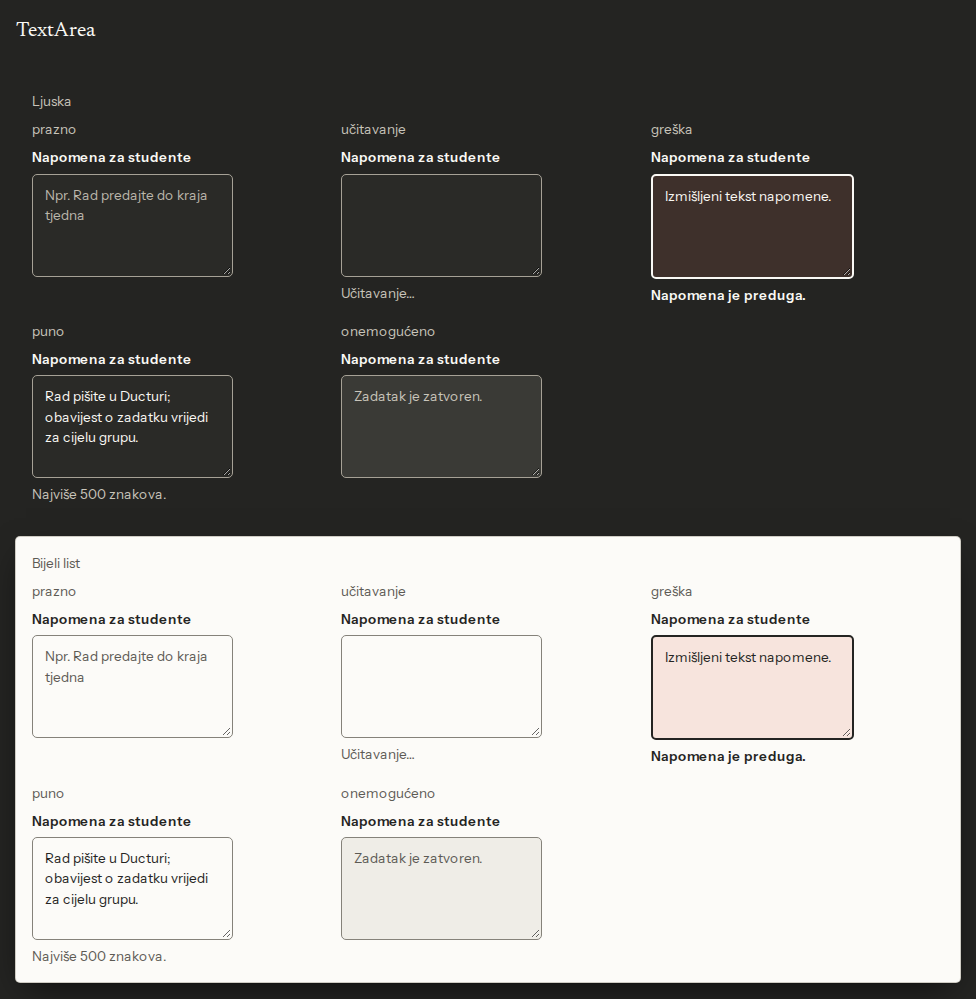 TextArea
Ljuska
prazno
učitavanje
greška
Napomena za studente
Napomena za studente
Napomena za studente
Npr. Rad predajte do kraja
tjedna
Izmišljeni tekst napomene.
Učitavanje…
Napomena je preduga.
puno
onemogućeno
Napomena za studente
Napomena za studente
Rad pišite u Ducturi;
obavijest o zadatku vrijedi
za cijelu grupu.
Zadatak je zatvoren.
Najviše 500 znakova.
Bijeli list
prazno
učitavanje
greška
Napomena za studente
Napomena za studente
Napomena za studente
Npr. Rad predajte do kraja
tjedna
Izmišljeni tekst napomene.
Učitavanje…
Napomena je preduga.
puno
onemogućeno
Napomena za studente
Napomena za studente
Rad pišite u Ducturi;
obavijest o zadatku vrijedi
za cijelu grupu.
Zadatak je zatvoren.
Najviše 500 znakova.